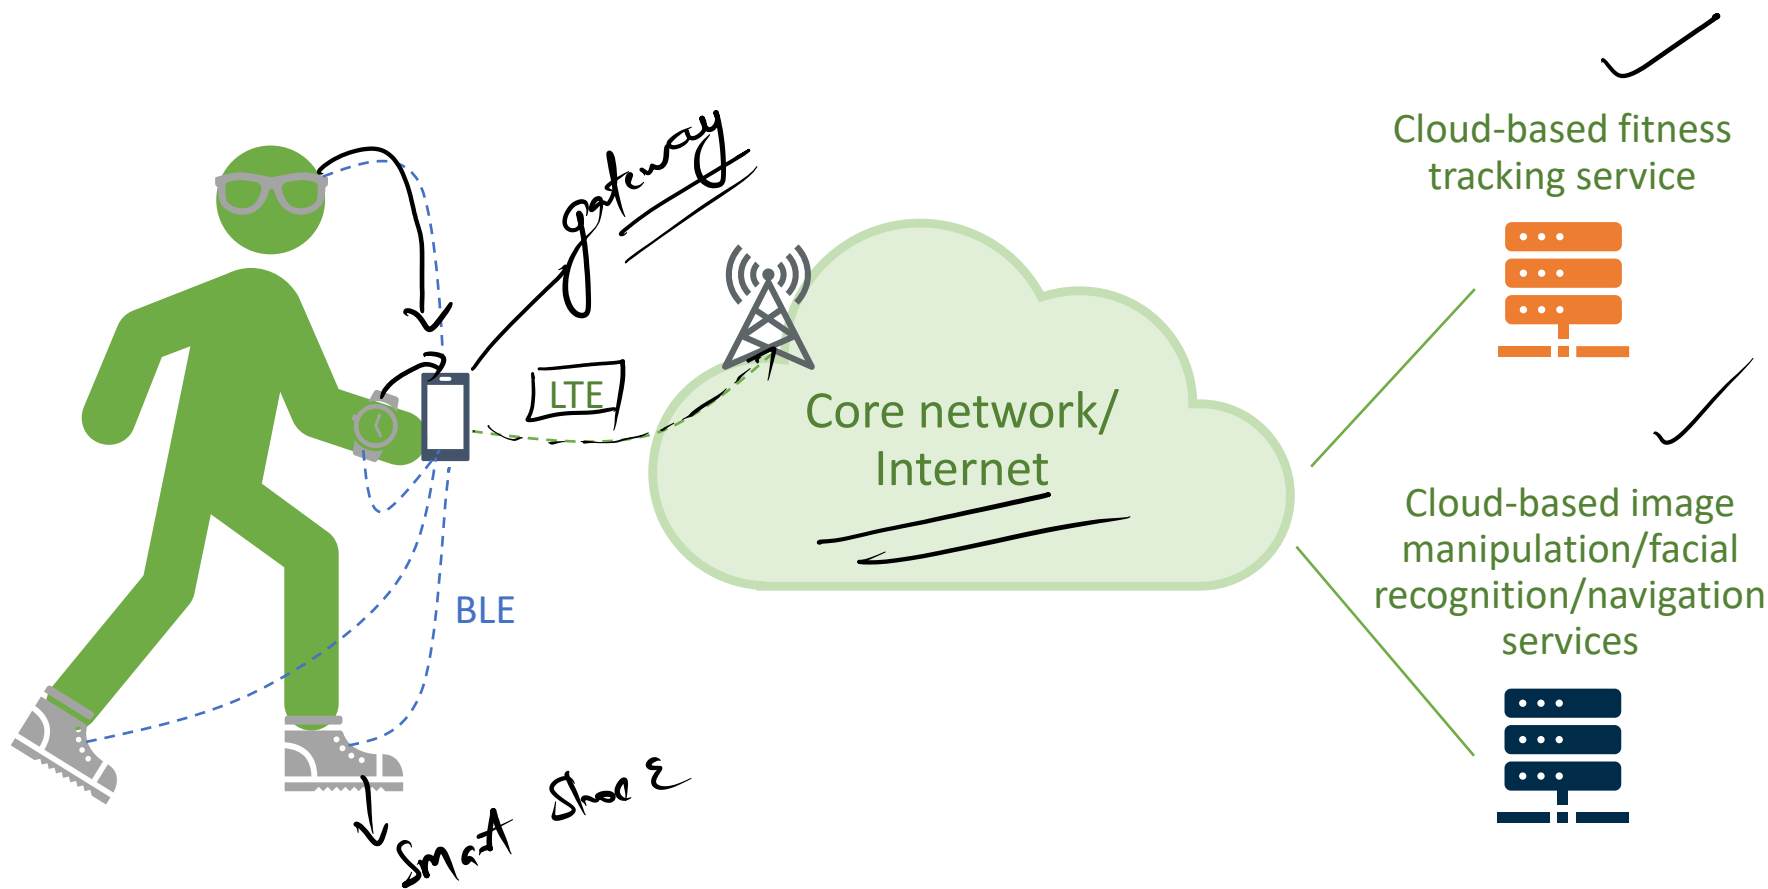 Cloud-based fitness
tracking service
gateway
LTE
Core network/
Internet
Cloud-based image
manipulation/facial
recognition/navigation
services
BLE
Smart Shoe